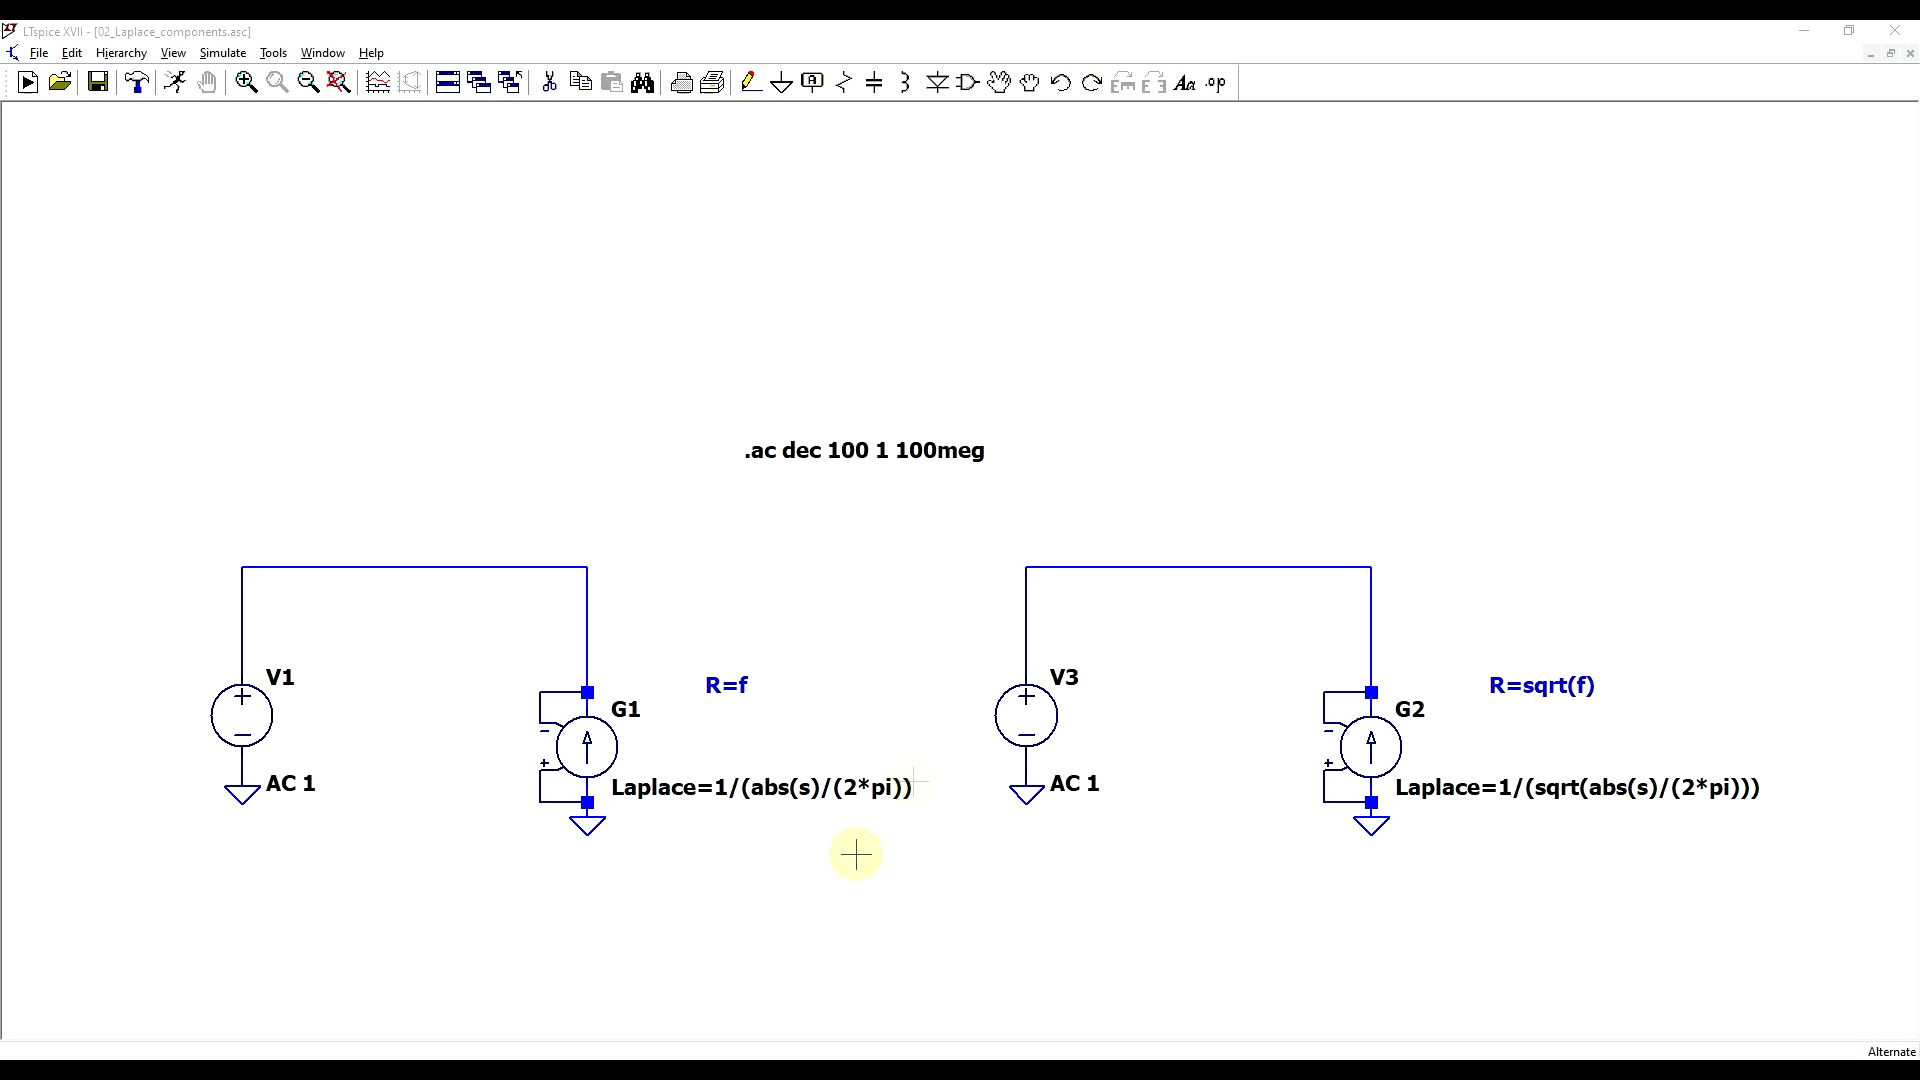 LTspice XVII - [02_Laplace_components.asc]
File Edit Hierarchy View Simulate Tools Window Help
.op
.ac dec 100 1 100meg
V1
AC 1
G1
R=f
Laplace=1/(abs(s)/(2*pi))
V3
AC 1
G2
R=sqrt(f)
Laplace=1/(sqrt(abs(s)/(2*pi)))
Alternate